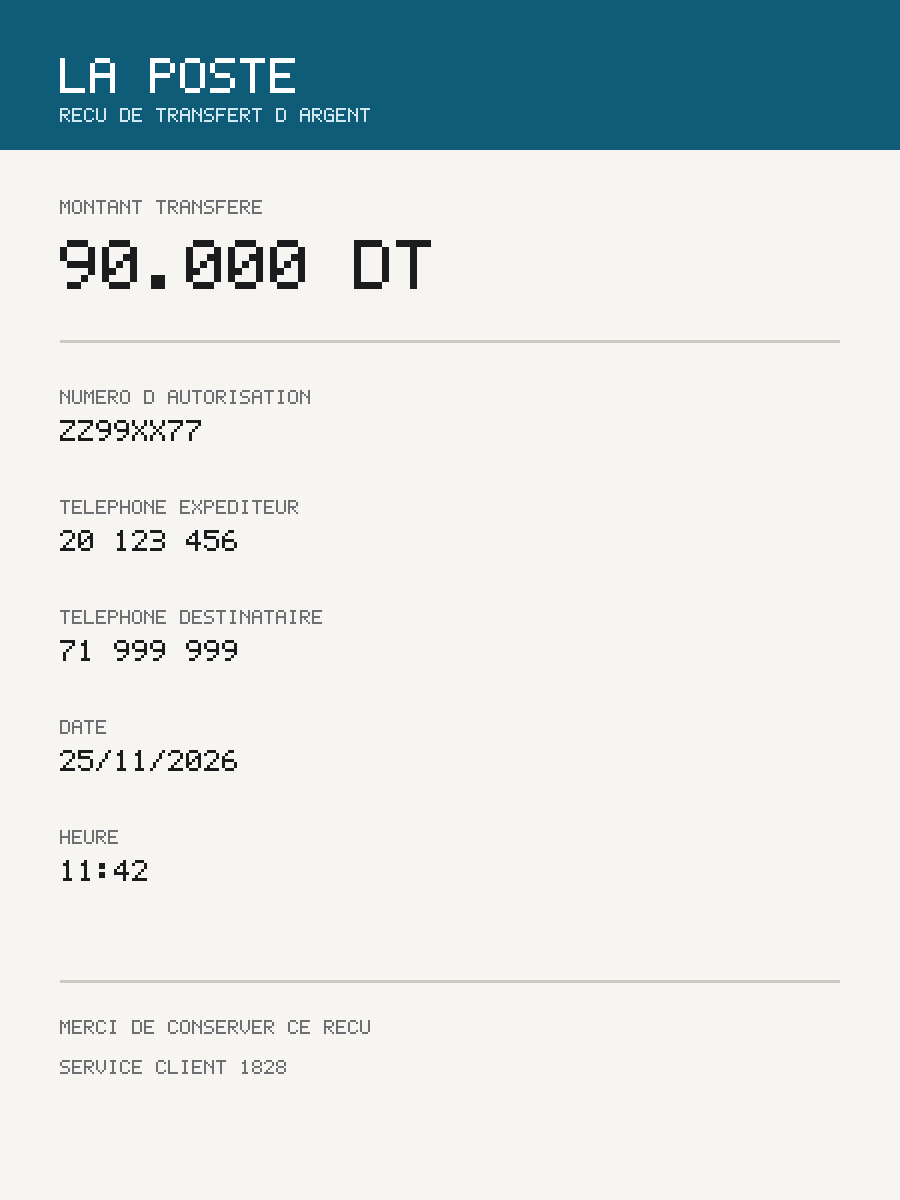 LA POSTE
RECU DE TRANSFERT D ARGENT
MONTANT TRANSFERE
90.000 DT
NUMERO D AUTORISATION
ZZ99XX77
TELEPHONE EXPEDITEUR
20 123 456
TELEPHONE DESTINATAIRE
71 999 999
DATE
25/11/2026
HEURE
11:42
MERCI DE CONSERVER CE RECU
SERVICE CLIENT 1828